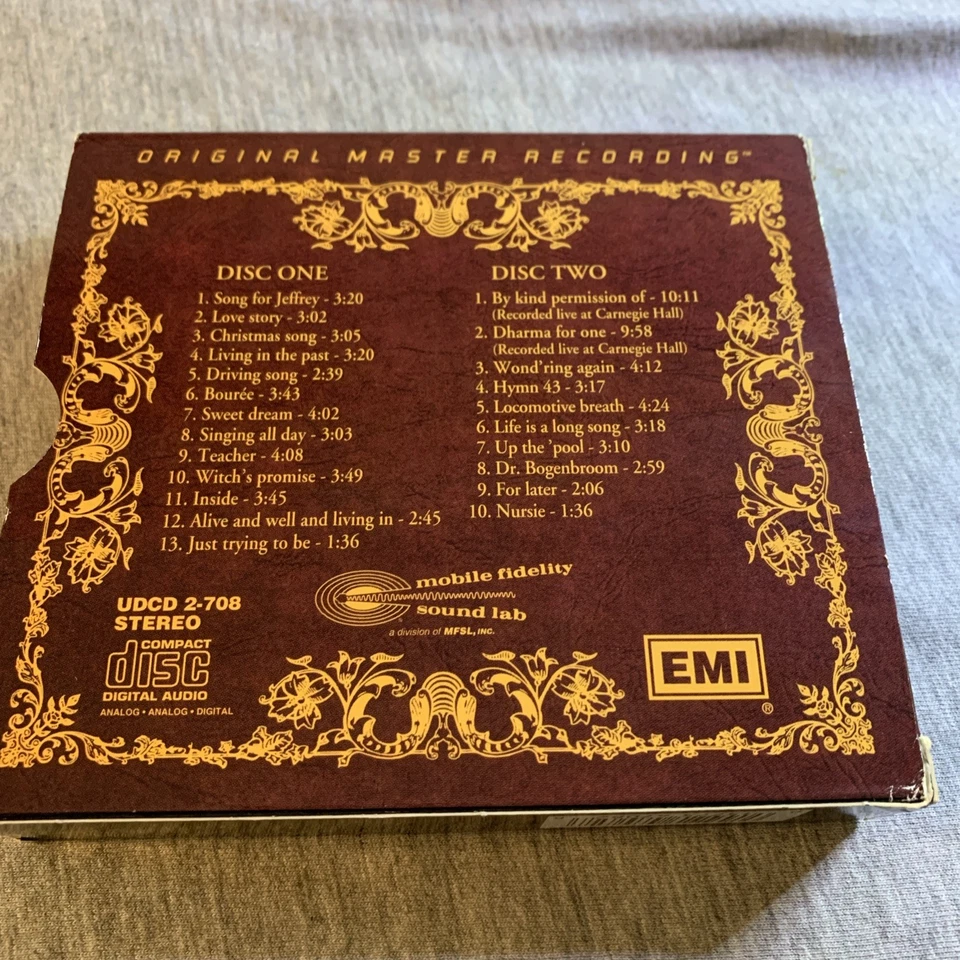 ORIGINAL MASTER RECORDING™
DISC ONE
1. Song for Jeffrey - 3:20
2. Love story - 3:02
3. Christmas song - 3:05
4. Living in the past - 3:20
5. Driving song - 2:39
6. Bourée - 3:43
7. Sweet dream - 4:02
8. Singing all day - 3:03
9. Teacher - 4:08
10. Witch's promise - 3:49
11. Inside - 3:45
12. Alive and well and living in - 2:45
13. Just trying to be - 1:36
DISC TWO
1. By kind permission of - 10:11
(Recorded live at Carnegie Hall)
2. Dharma for one - 9:58
(Recorded live at Carnegie Hall)
3. Wond'ring again - 4:12
4. Hymn 43 - 3:17
5. Locomotive breath - 4:24
6. Life is a long song - 3:18
7. Up the 'pool - 3:10
8. Dr. Bogenbroom - 2:59
9. For later - 2:06
10. Nursie - 1:36
mobile fidelity
sound lab
a division of MFSL, INC.
UDCD 2-708
STEREO
COMPACT
disc
DIGITAL AUDIO
ANALOG • ANALOG • DIGITAL
EMI
®